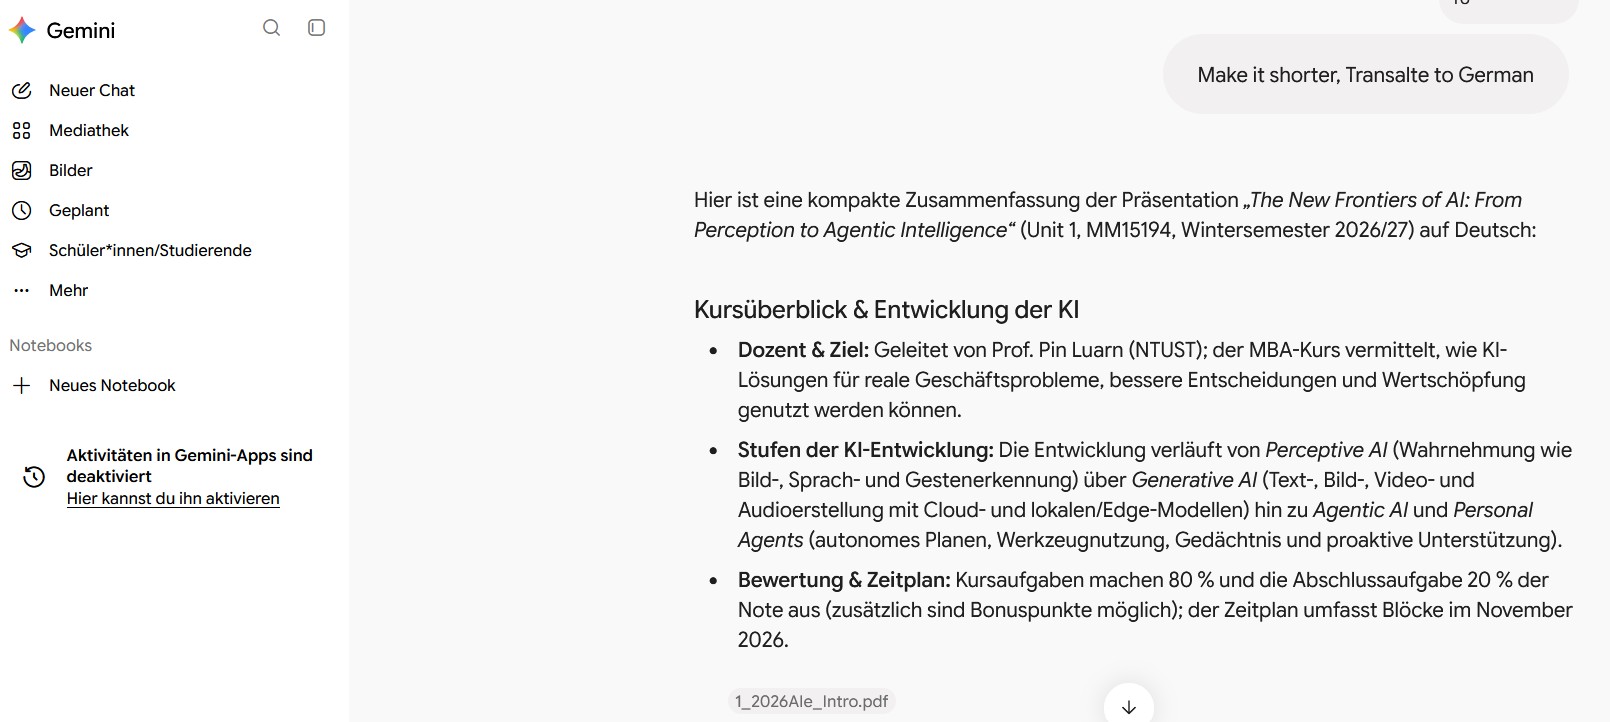 Gemini
Neuer Chat
Mediathek
Bilder
Geplant
Schüler*innen/Studierende
Mehr
Notebooks
Neues Notebook
Aktivitäten in Gemini-Apps sind
deaktiviert
Hier kannst du ihn aktivieren
Make it shorter, Transalte to German
Hier ist eine kompakte Zusammenfassung der Präsentation „The New Frontiers of AI: From
Perception to Agentic Intelligence“ (Unit 1, MM15194, Wintersemester 2026/27) auf Deutsch:
Kursüberblick & Entwicklung der KI
• Dozent & Ziel: Geleitet von Prof. Pin Luarn (NTUST); der MBA-Kurs vermittelt, wie KI-
Lösungen für reale Geschäftsprobleme, bessere Entscheidungen und Wertschöpfung
genutzt werden können.
• Stufen der KI-Entwicklung: Die Entwicklung verläuft von Perceptive AI (Wahrnehmung wie
Bild-, Sprach- und Gestenerkennung) über Generative AI (Text-, Bild-, Video- und
Audioerstellung mit Cloud- und lokalen/Edge-Modellen) hin zu Agentic AI und Personal
Agents (autonomes Planen, Werkzeugnutzung, Gedächtnis und proaktive Unterstützung).
• Bewertung & Zeitplan: Kursaufgaben machen 80 % und die Abschlussaufgabe 20 % der
Note aus (zusätzlich sind Bonuspunkte möglich); der Zeitplan umfasst Blöcke im November
2026.
1_2026AIe_Intro.pdf